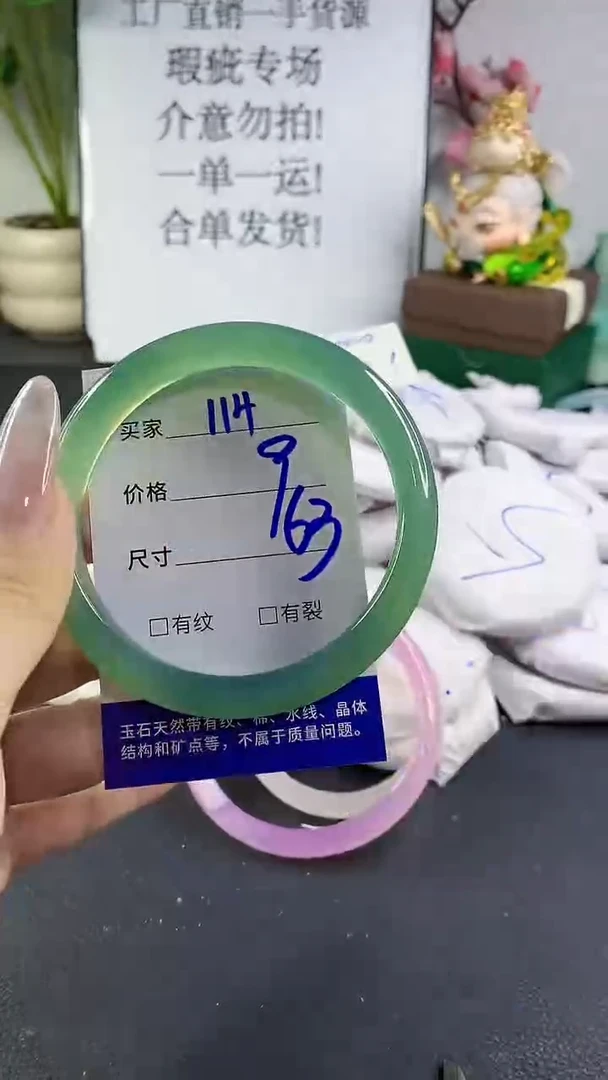 工厂直销一手货源
瑕疵专场
介意勿拍!
一单一运!
合单发货!
买家 114
价格 9
尺寸 63
□有纹 □有裂
玉石天然带有纹、棉、水线、晶体
结构和矿点等，不属于质量问题。